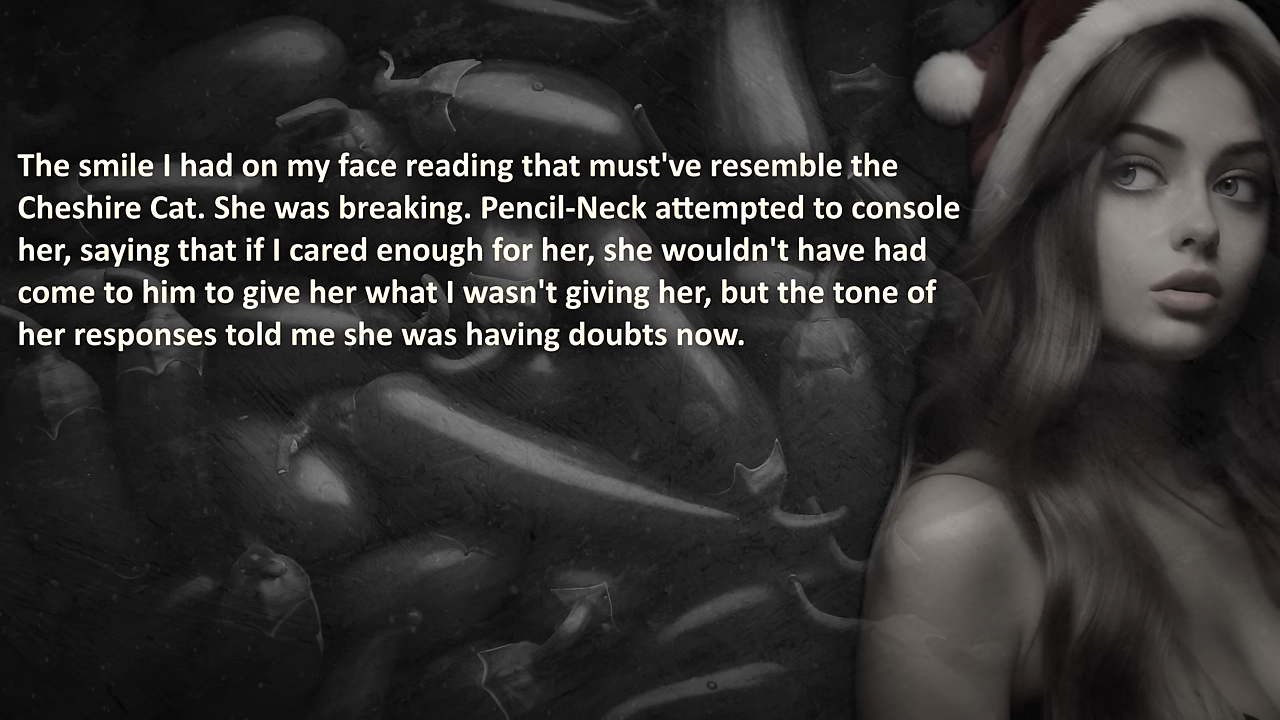 The smile I had on my face reading that must've resemble the
Cheshire Cat. She was breaking. Pencil-Neck attempted to console
her, saying that if I cared enough for her, she wouldn't have had
come to him to give her what I wasn't giving her, but the tone of
her responses told me she was having doubts now.